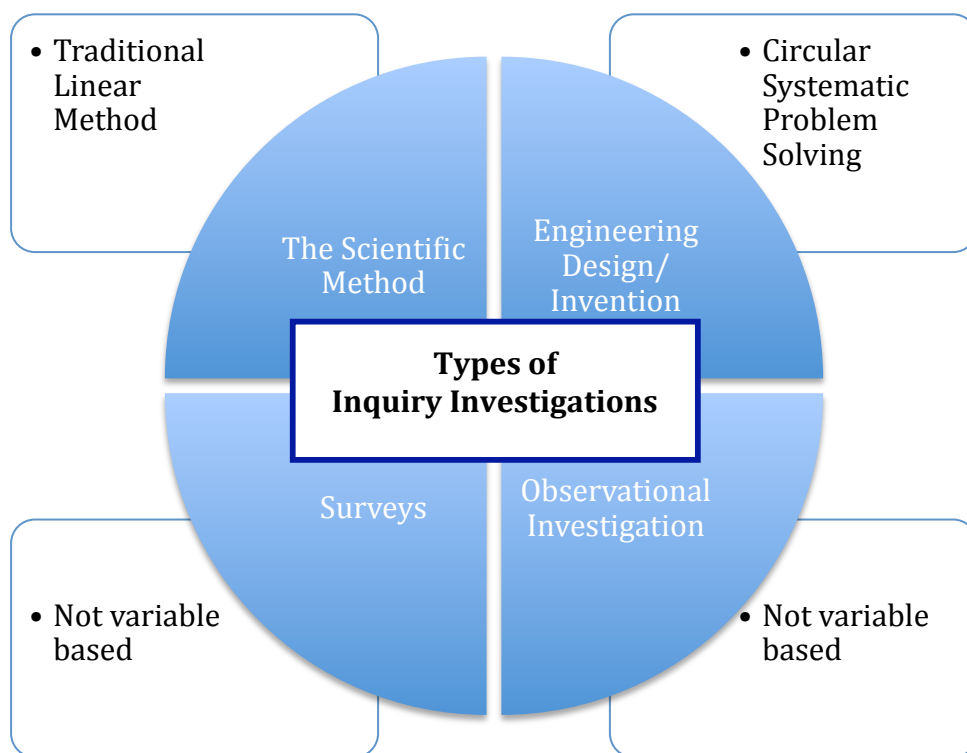 • Traditional
Linear
Method
• Circular
Systematic
Problem
Solving
The Scientific
Method
Engineering
Design/
Invention
Types of
Inquiry Investigations
Surveys
Observational
Investigation
• Not variable
based
• Not variable
based